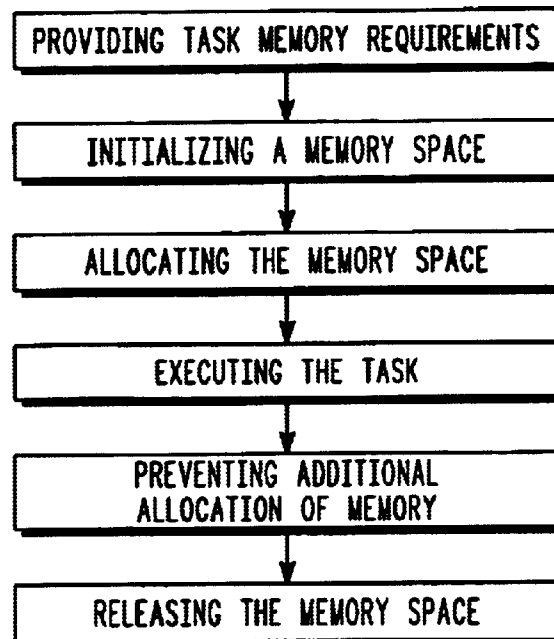 PROVIDING TASK MEMORY REQUIREMENTS
INITIALIZING A MEMORY SPACE
ALLOCATING THE MEMORY SPACE
EXECUTING THE TASK
PREVENTING ADDITIONAL
ALLOCATION OF MEMORY
RELEASING THE MEMORY SPACE